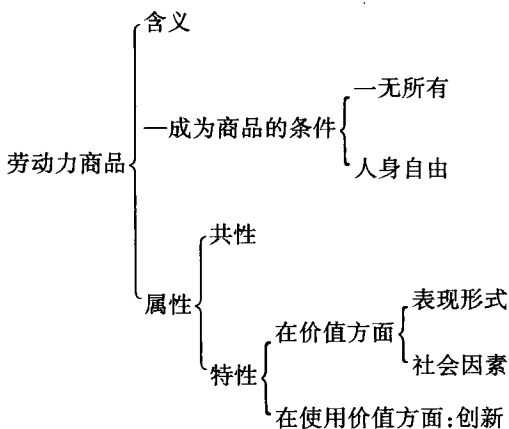 含义
一无所有
—成为商品的条件
人身自由
劳动力商品
共性
属性
表现形式
在价值方面
社会因素
特性
在使用价值方面:创新